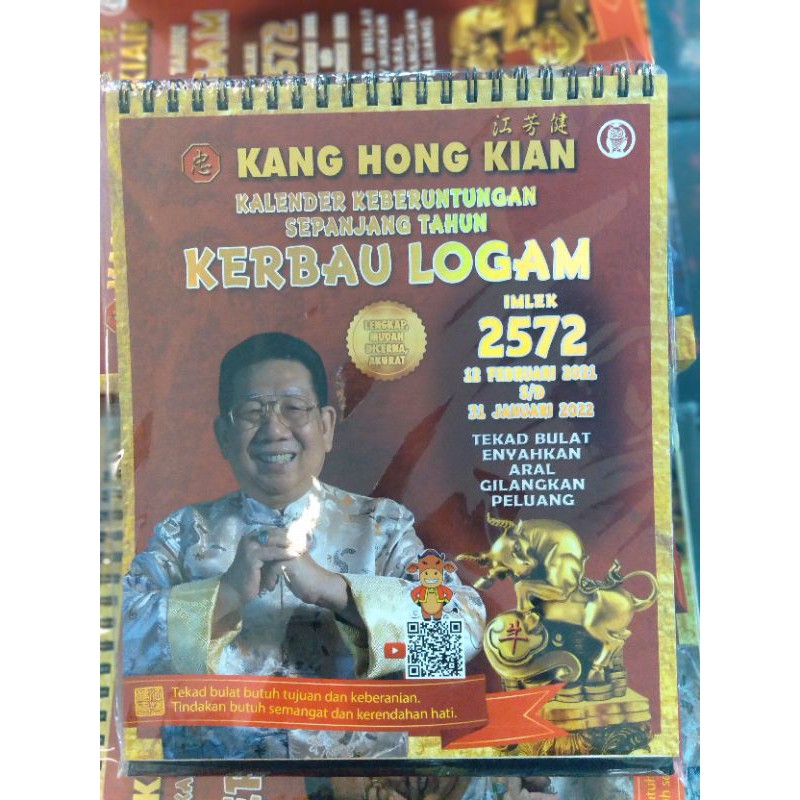 江芳健
忠
KANG HONG KIAN
KALENDER KEBERUNTUNGAN
SEPANJANG TAHUN
KERBAU LOGAM
IMLEK
2572
12 FEBRUARI 2021
S/D
31 JANUARI 2022
LENGKAP,
MUDAH
DICERNA,
AKURAT
TEKAD BULAT
ENYAHKAN
ARAL
GILANGKAN
PELUANG
Tekad bulat butuh tujuan dan keberanian.
Tindakan butuh semangat dan kerendahan hati.